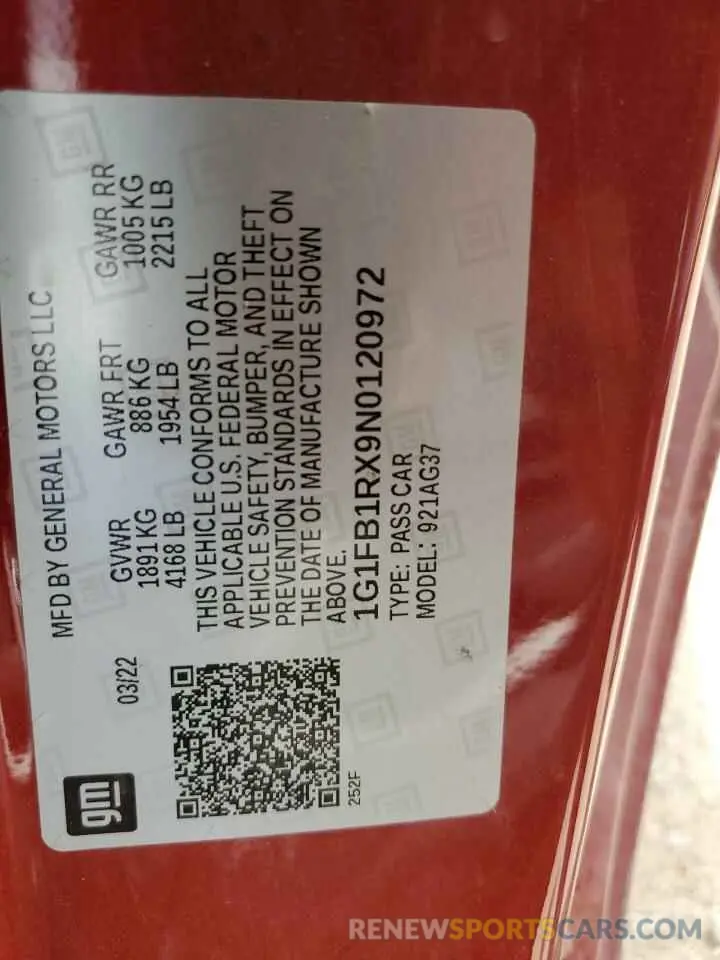 MFD BY GENERAL MOTORS LLC
03/22
GVWR GAWR FRT GAWR RR
1891 KG 886 KG 1005 KG
4168 LB 1954 LB 2215 LB
THIS VEHICLE CONFORMS TO ALL
APPLICABLE U.S. FEDERAL MOTOR
VEHICLE SAFETY, BUMPER, AND THEFT
PREVENTION STANDARDS IN EFFECT ON
THE DATE OF MANUFACTURE SHOWN
ABOVE.
1G1FB1RX9N0120972
TYPE: PASS CAR
MODEL: 921AG37
gm
252F
RENEWSPORTSCARS.COM